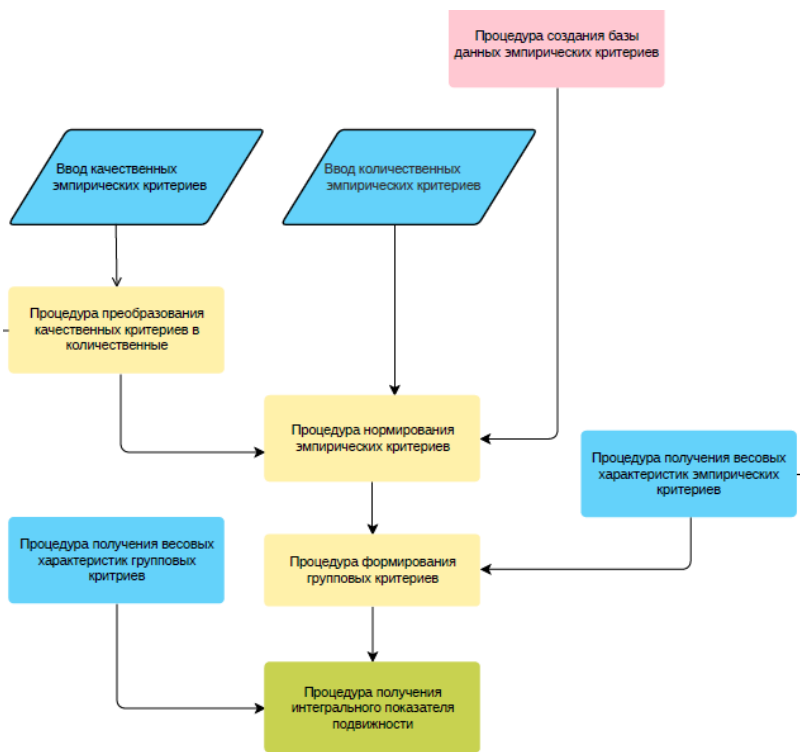 Процедура создания базы
данных эмпирических критериев
Ввод качественных
эмпирических критериев
Ввод количественных
эмпирических критериев
Процедура преобразования
качественных критериев в
количественные
Процедура нормирования
эмпирических критериев
Процедура получения весовых
характеристик эмпирических
критериев
Процедура получения весовых
характеристик групповых
критриев
Процедура формирования
групповых критериев
Процедура получения
интегрального показателя
подвижности